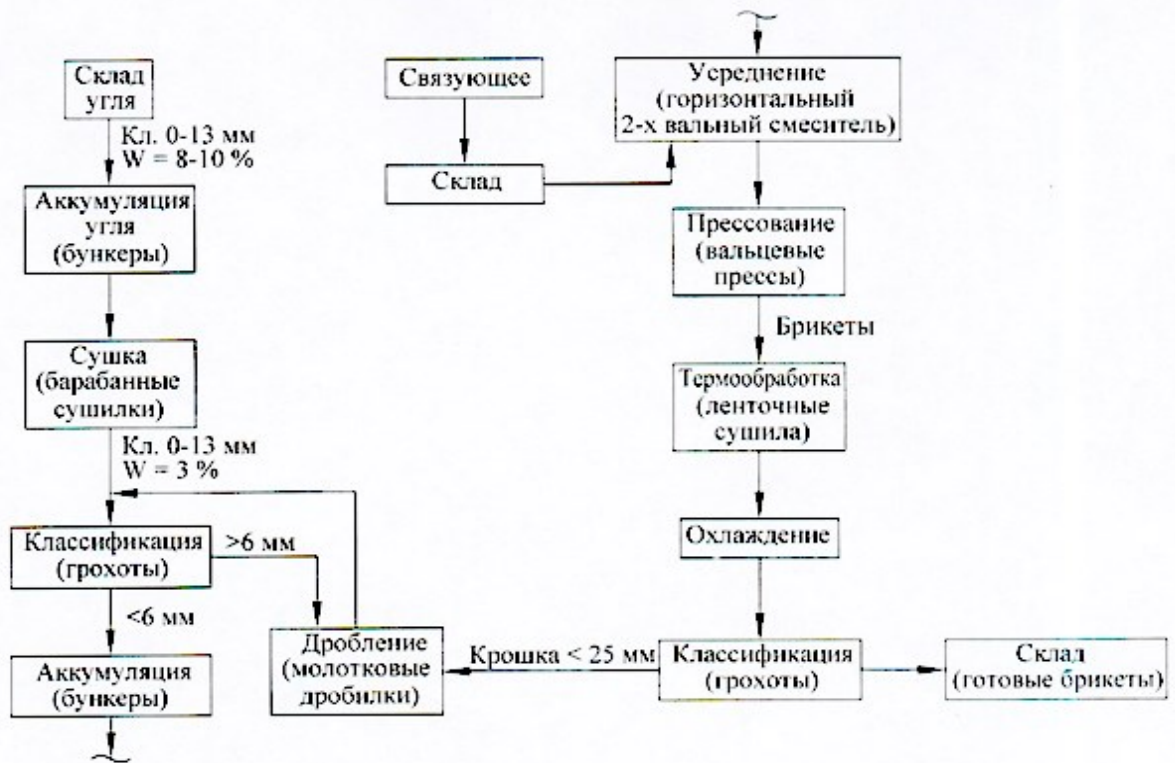 Склад
угля
Кл. 0-13 мм
W = 8-10 %
Аккумуляция
угля
(бункеры)
Сушка
(барабанные
сушилки)
Кл. 0-13 мм
W = 3 %
Классификация
(грохоты)
>6 мм
<6 мм
Аккумуляция
(бункеры)
Дробление
(молотковые
дробилки)
Связующее
Склад
Усреднение
(горизонтальный
2-х вальный смеситель)
Прессование
(вальцевые
прессы)
Брикеты
Термообработка
(ленточные
сушила)
Охлаждение
Классификация
(грохоты)
Крошка < 25 мм
Склад
(готовые брикеты)